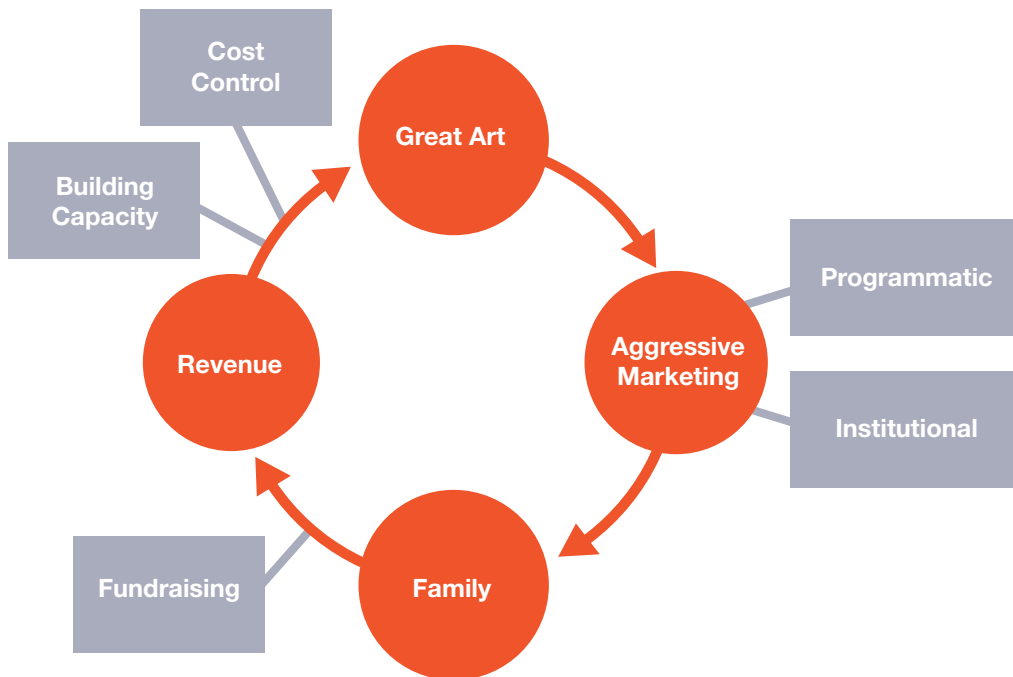 Cost
Control
Great Art
Building
Capacity
Programmatic
Aggressive
Marketing
Revenue
Institutional
Fundraising
Family